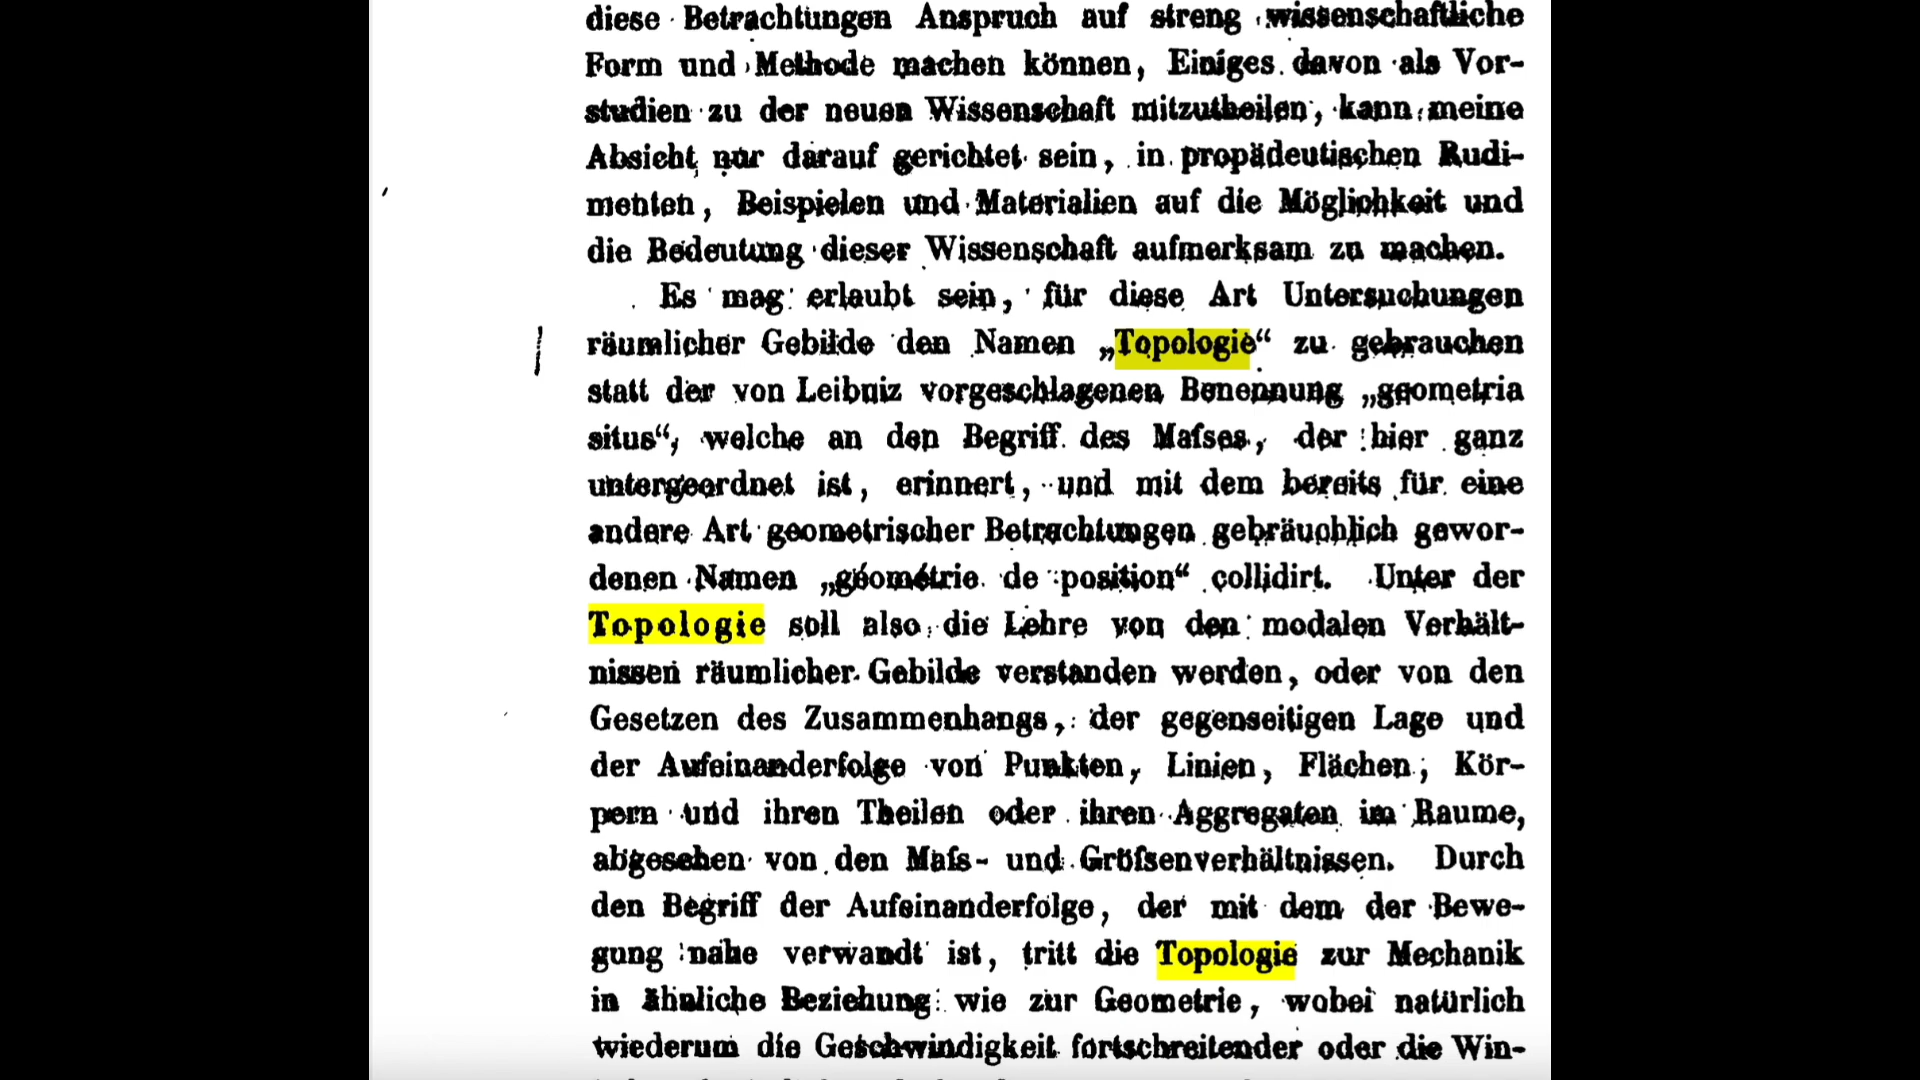 diese Betrachtungen Anspruch auf streng wissenschaftliche
Form und Methode machen können, Einiges davon als Vor-
studien zu der neuen Wissenschaft mitzutheilen, kann meine
Absicht nur darauf gerichtet sein, in propädeutischen Rudi-
menten, Beispielen und Materialien auf die Möglichkeit und
die Bedeutung dieser Wissenschaft aufmerksam zu machen.
Es mag erlaubt sein, für diese Art Untersuchungen
räumlicher Gebilde den Namen „Topologie“ zu gebrauchen
statt der von Leibniz vorgeschlagenen Benennung „geometria
situs“, welche an den Begriff des Maſses, der hier ganz
untergeordnet ist, erinnert, und mit dem bereits für eine
andere Art geometrischer Betrachtungen gebräuchlich gewor-
denen Namen „géométrie de position“ collidirt. Unter der
Topologie soll also die Lehre von den modalen Verhält-
nissen räumlicher Gebilde verstanden werden, oder von den
Gesetzen des Zusammenhangs, der gegenseitigen Lage und
der Aufeinanderfolge von Punkten, Linien, Flächen, Kör-
pern und ihren Theilen oder ihren Aggregaten im Raume,
abgesehen von den Maſs- und Gröſsenverhältnissen. Durch
den Begriff der Aufeinanderfolge, der mit dem der Bewe-
gung nahe verwandt ist, tritt die Topologie zur Mechanik
in ähnliche Beziehung wie zur Geometrie, wobei natürlich
wiederum die Geschwindigkeit fortschreitender oder die Win-